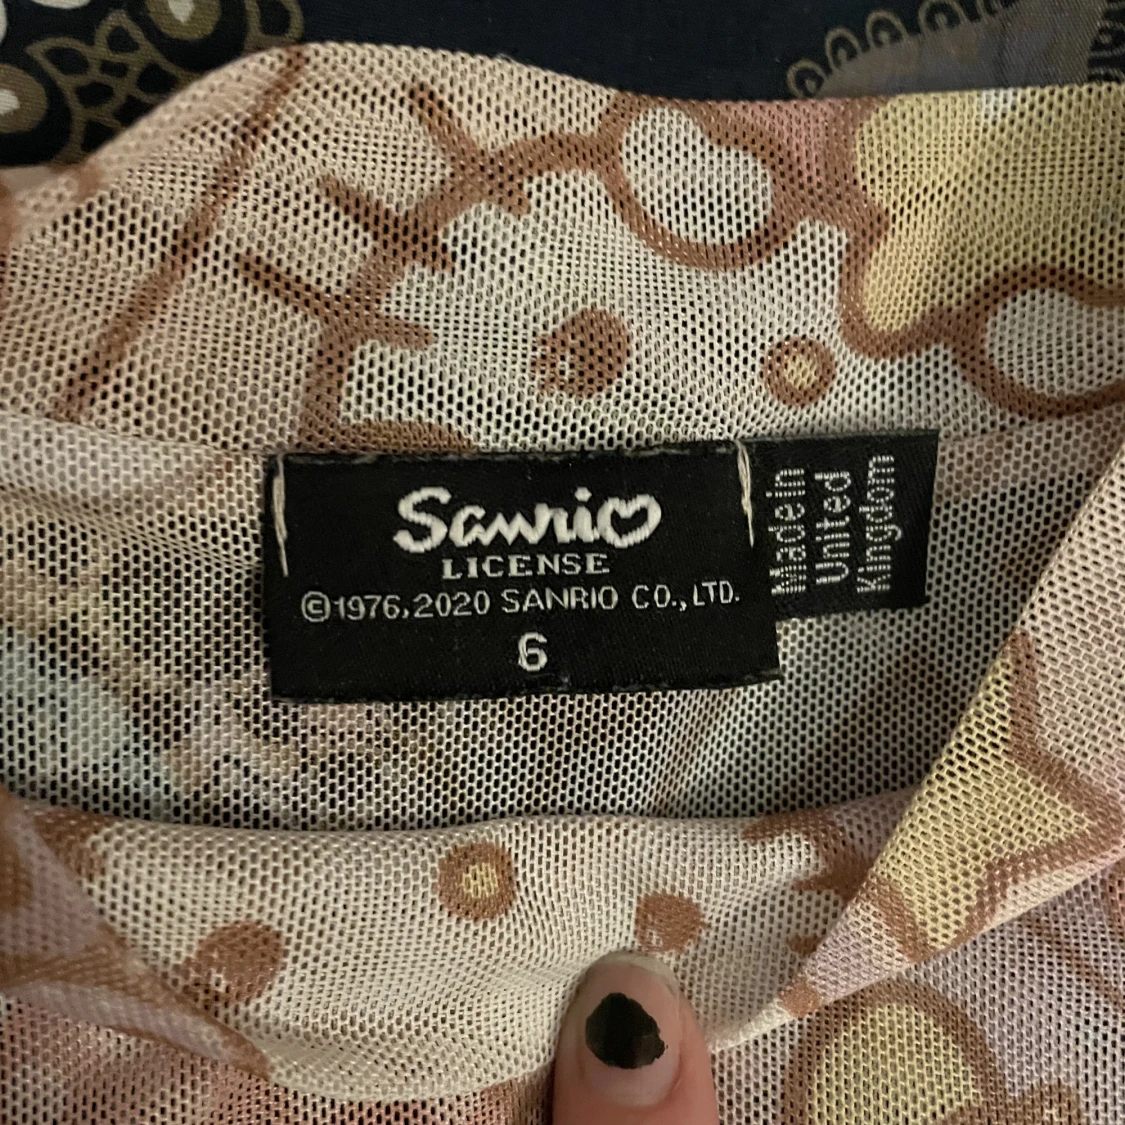 Sanrio
LICENSE
©1976,2020 SANRIO CO.,LTD.
6
Made in
United
Kingdom